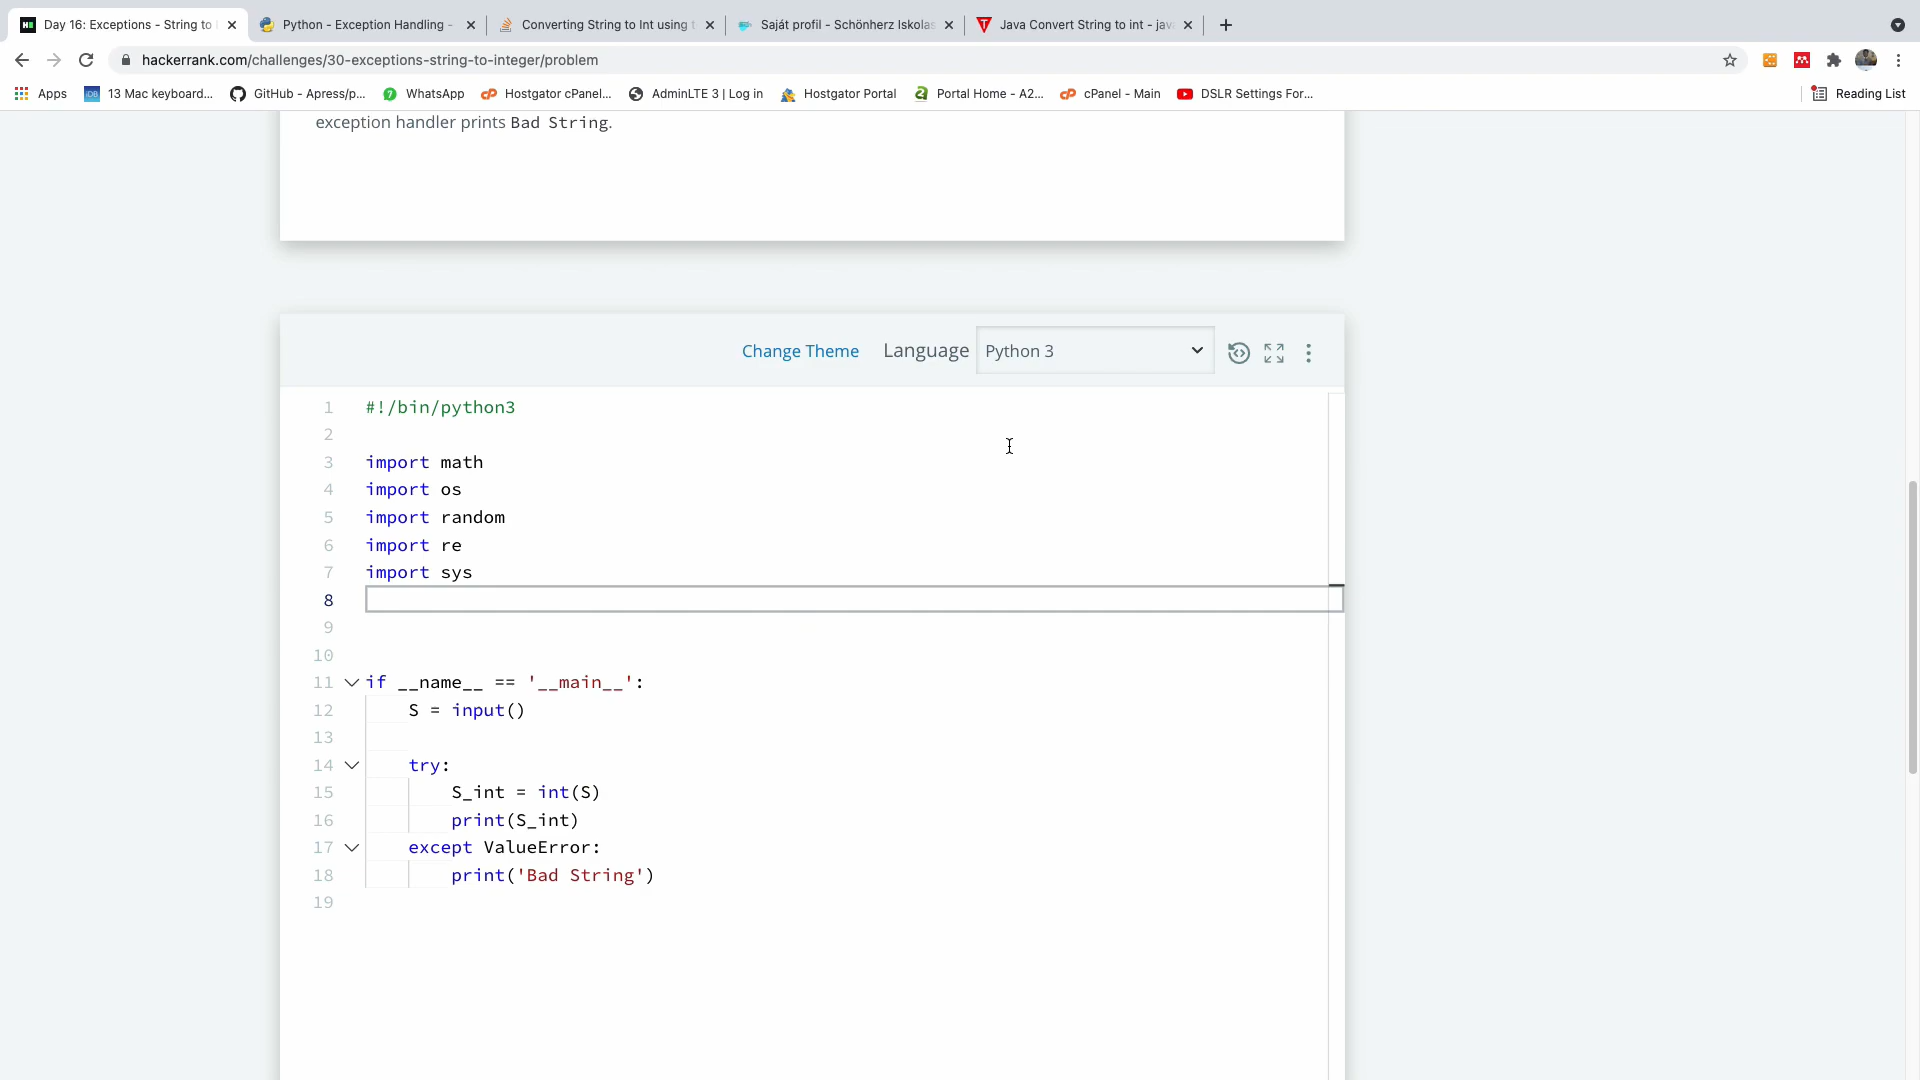 Day 16: Exceptions - String to I
Python - Exception Handling -
Converting String to Int using t
Saját profil - Schönherz Iskolas
Java Convert String to int - jav
hackerrank.com/challenges/30-exceptions-string-to-integer/problem
Apps
13 Mac keyboard...
GitHub - Apress/p...
WhatsApp
Hostgator cPanel...
AdminLTE 3 | Log in
Hostgator Portal
Portal Home - A2...
cPanel - Main
DSLR Settings For...
Reading List
exception handler prints Bad String.
Change Theme
Language
Python 3
1 #!/bin/python3
2
3 import math
4 import os
5 import random
6 import re
7 import sys
8
9
10
11 if __name__ == '__main__':
12 S = input()
13
14 try:
15 S_int = int(S)
16 print(S_int)
17 except ValueError:
18 print('Bad String')
19